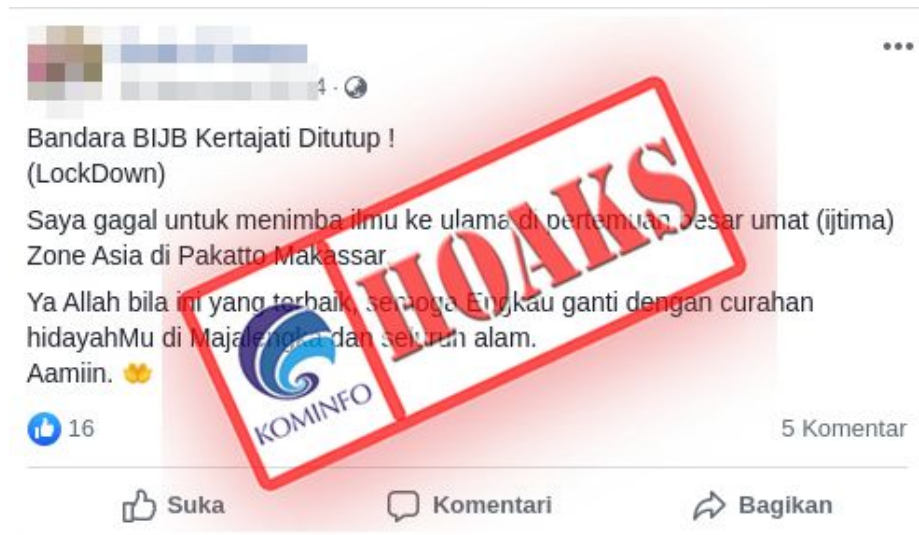 4 ·
Bandara BIJB Kertajati Ditutup !
(LockDown)
Saya gagal untuk menimba ilmu ke ulama di pertemuan besar umat (ijtima)
Zone Asia di Pakatto Makassar
Ya Allah bila ini yang terbaik, semoga Engkau ganti dengan curahan
hidayahMu di Majalengka dan seluruh alam.
Aamiin.
HOAKS
KOMINFO
16
5 Komentar
Suka
Komentari
Bagikan